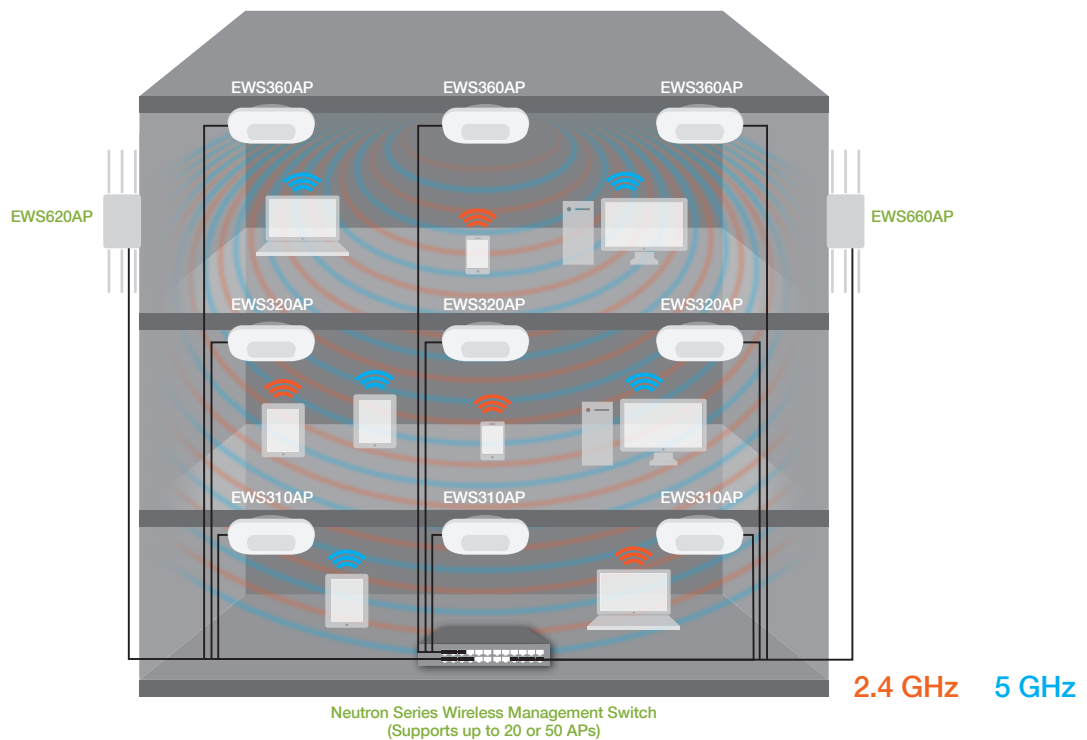 EWS360AP
EWS360AP
EWS360AP
EWS620AP
EWS660AP
EWS320AP
EWS320AP
EWS320AP
EWS310AP
EWS310AP
EWS310AP
2.4 GHz
5 GHz
Neutron Series Wireless Management Switch
(Supports up to 20 or 50 APs)